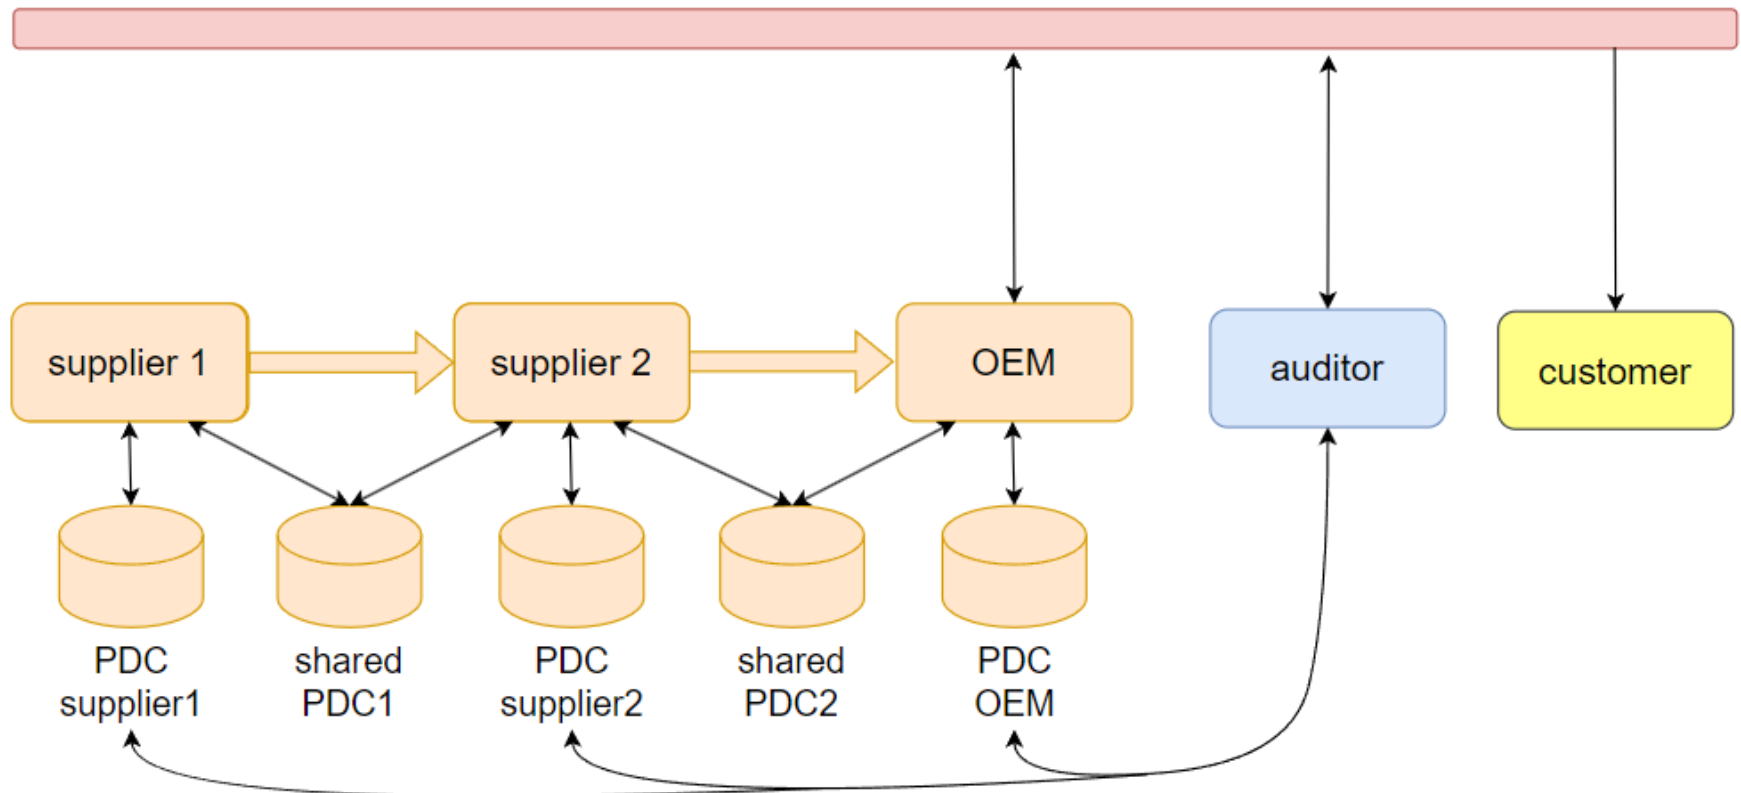 supplier 1
supplier 2
OEM
auditor
customer
PDC
supplier1
shared
PDC1
PDC
supplier2
shared
PDC2
PDC
OEM